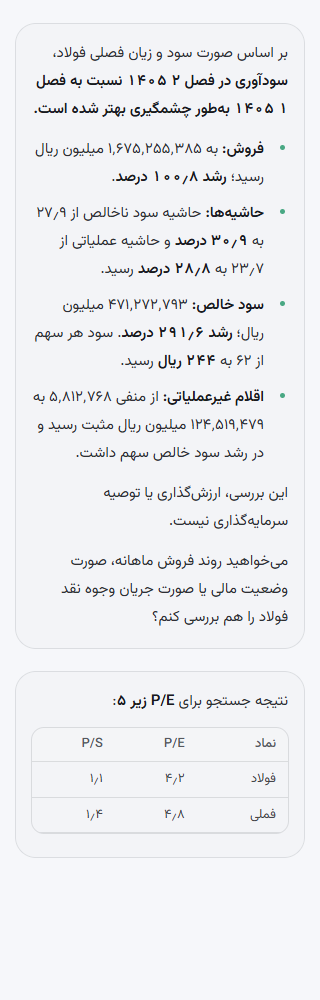 بر اساس صورت سود و زیان فصلی فولاد،
سودآوری در فصل ۲ ۱۴۰۵ نسبت به فصل
۱ ۱۴۰۵ به‌طور چشمگیری بهتر شده است.
• فروش: به ۱,۶۷۵,۲۵۵,۳۸۵ میلیون ریال
رسید؛ رشد ۱۰۰٫۸ درصد.
• حاشیه‌ها: حاشیه سود ناخالص از ۲۷٫۹
به ۳۰٫۹ درصد و حاشیه عملیاتی از
۲۳٫۷ به ۲۸٫۸ درصد رسید.
• سود خالص: ۴۷۱,۲۷۲,۷۹۳ میلیون
ریال؛ رشد ۲۹۱٫۶ درصد. سود هر سهم
از ۶۲ به ۲۴۴ ریال رسید.
• اقلام غیرعملیاتی: از منفی ۵,۸۱۲,۷۶۸ به
۱۲۴,۵۱۹,۴۷۹ میلیون ریال مثبت رسید و
در رشد سود خالص سهم داشت.
این بررسی، ارزش‌گذاری یا توصیه
سرمایه‌گذاری نیست.
می‌خواهید روند فروش ماهانه، صورت
وضعیت مالی یا صورت جریان وجوه نقد
فولاد را هم بررسی کنم؟
نتیجه جستجو برای P/E زیر ۵:
نماد P/E P/S
فولاد ۴٫۲ ۱٫۱
فملی ۴٫۸ ۱٫۴